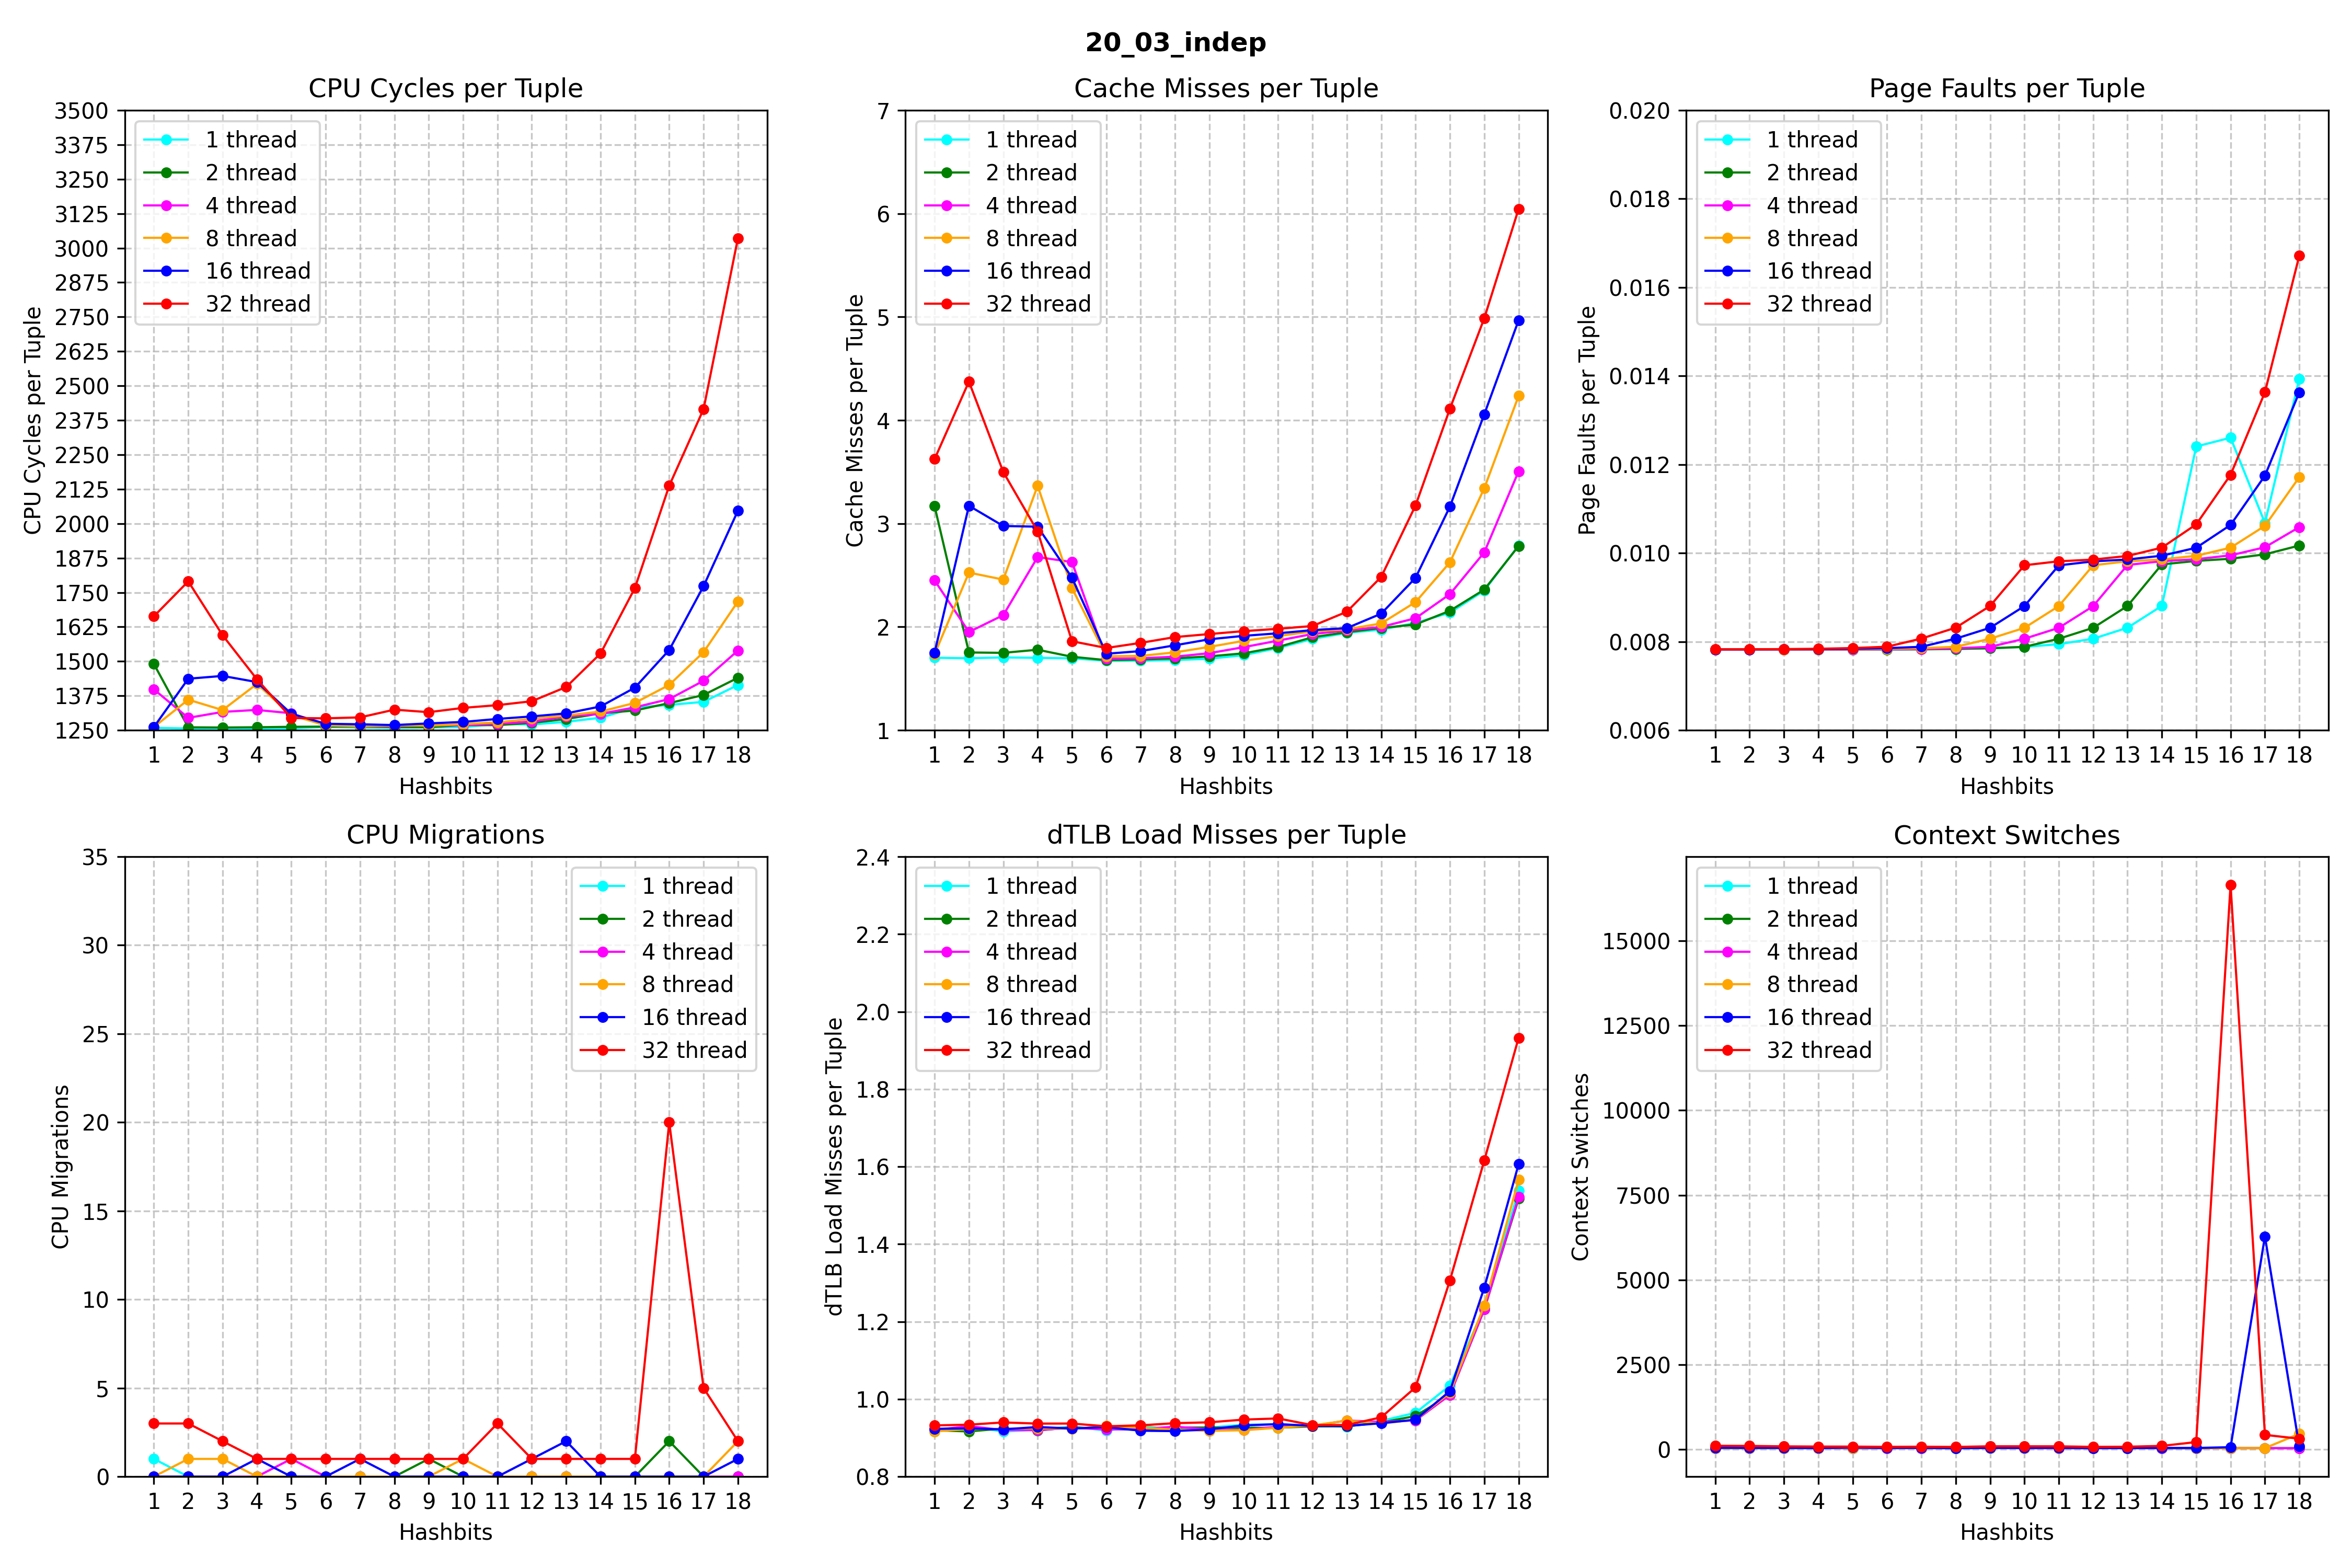 20_03_indep
CPU Cycles per Tuple
3500
3375
3250
3125
3000
2875
2750
2625
2500
2375
2250
2125
2000
1875
1750
1625
1500
1375
1250
CPU Cycles per Tuple
1 thread
2 thread
4 thread
8 thread
16 thread
32 thread
1 2 3 4 5 6 7 8 9 10 11 12 13 14 15 16 17 18
Hashbits
Cache Misses per Tuple
7
6
5
4
3
2
1
Cache Misses per Tuple
1 thread
2 thread
4 thread
8 thread
16 thread
32 thread
1 2 3 4 5 6 7 8 9 10 11 12 13 14 15 16 17 18
Hashbits
Page Faults per Tuple
0.020
0.018
0.016
0.014
0.012
0.010
0.008
0.006
Page Faults per Tuple
1 thread
2 thread
4 thread
8 thread
16 thread
32 thread
1 2 3 4 5 6 7 8 9 10 11 12 13 14 15 16 17 18
Hashbits
CPU Migrations
35
30
25
20
15
10
5
0
CPU Migrations
1 thread
2 thread
4 thread
8 thread
16 thread
32 thread
1 2 3 4 5 6 7 8 9 10 11 12 13 14 15 16 17 18
Hashbits
dTLB Load Misses per Tuple
2.4
2.2
2.0
1.8
1.6
1.4
1.2
1.0
0.8
dTLB Load Misses per Tuple
1 thread
2 thread
4 thread
8 thread
16 thread
32 thread
1 2 3 4 5 6 7 8 9 10 11 12 13 14 15 16 17 18
Hashbits
Context Switches
15000
12500
10000
7500
5000
2500
0
Context Switches
1 thread
2 thread
4 thread
8 thread
16 thread
32 thread
1 2 3 4 5 6 7 8 9 10 11 12 13 14 15 16 17 18
Hashbits